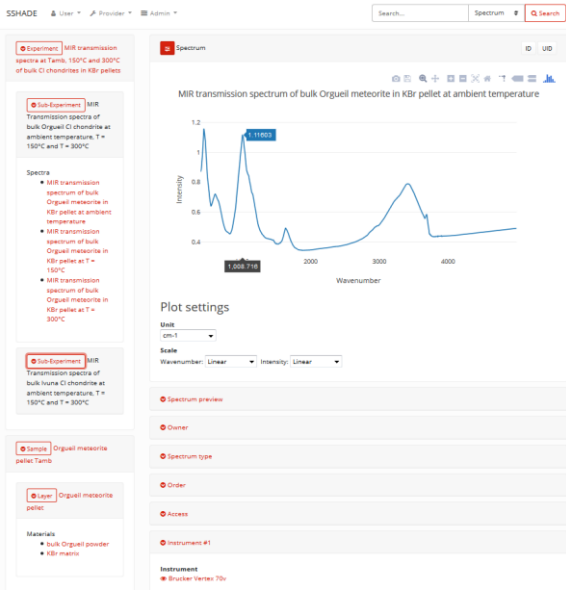 SSHADE User Provider Admin Search... Spectrum Search
Experiment MIR transmission
spectra at Tamb, 150°C and 300°C
of bulk CI chondrites in KBr pellets
Sub-Experiment MIR
Transmission spectra of
bulk Orgueil CI chondrite at
ambient temperature, T =
150°C and T = 300°C
Spectra
MIR transmission
spectrum of bulk
Orgueil meteorite in
KBr pellet at ambient
temperature
MIR transmission
spectrum of bulk
Orgueil meteorite in
KBr pellet at T =
150°C
MIR transmission
spectrum of bulk
Orgueil meteorite in
KBr pellet at T =
300°C
Sub-Experiment MIR
Transmission spectra of
bulk Ivuna CI chondrite at
ambient temperature, T =
150°C and T = 300°C
Sample Orgueil meteorite
pellet Tamb
Layer Orgueil meteorite
pellet
Materials
bulk Orgueil powder
KBr matrix
Spectrum ID UID
MIR transmission spectrum of bulk Orgueil meteorite in KBr pellet at ambient temperature
1.2
1.11603
1
0.8
0.6
0.4
Intensity
1,008.716
2000 3000 4000
Wavenumber
Plot settings
Unit
cm-1
Scale
Wavenumber: Linear Intensity: Linear
Spectrum preview
Owner
Spectrum type
Order
Access
Instrument #1
Instrument
Brucker Vertex 70v